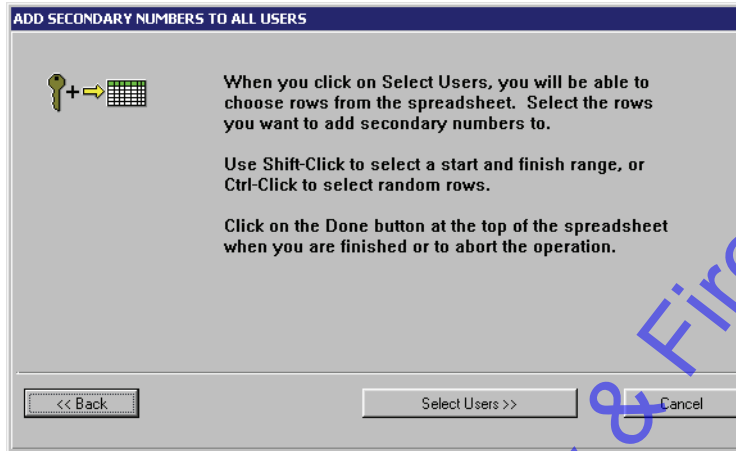 ADD SECONDARY NUMBERS TO ALL USERS
When you click on Select Users, you will be able to
choose rows from the spreadsheet. Select the rows
you want to add secondary numbers to.
Use Shift-Click to select a start and finish range, or
Ctrl-Click to select random rows.
Click on the Done button at the top of the spreadsheet
when you are finished or to abort the operation.
<< Back
Select Users >>
Cancel
& Fire